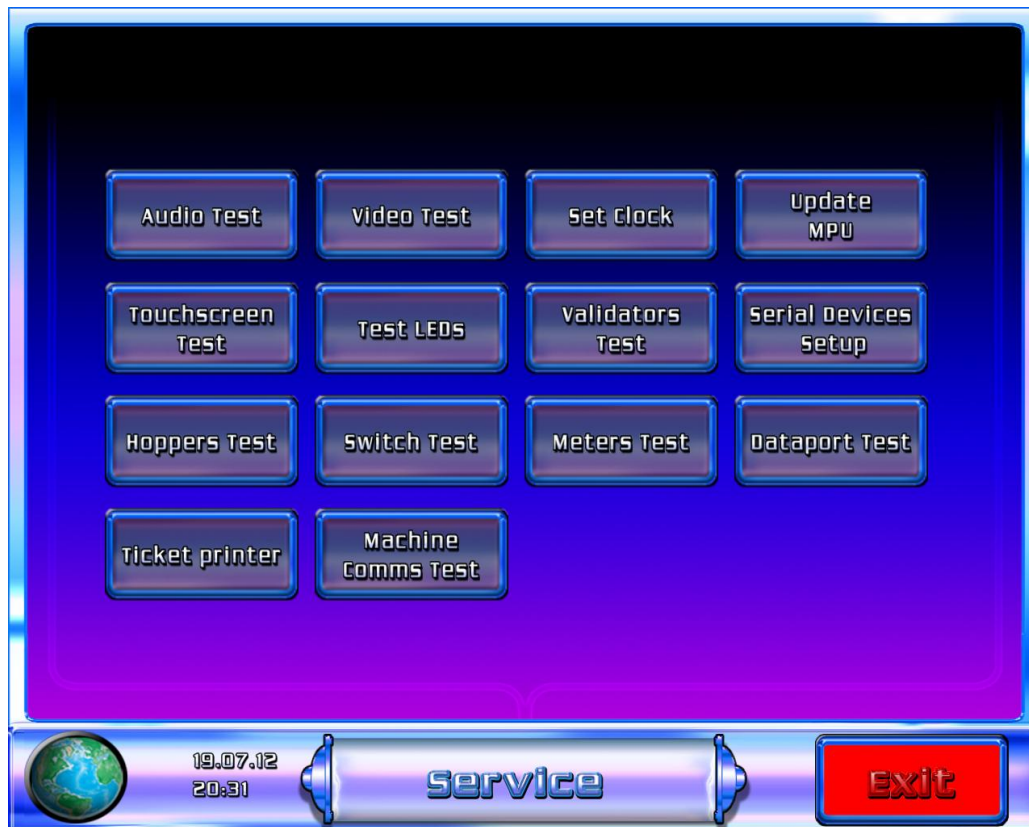 Audio Test
Video Test
Set Clock
Update
MPU
Touchscreen
Test
Test LEDs
Validators
Test
Serial Devices
Setup
Hoppers Test
Switch Test
Meters Test
Dataport Test
Ticket printer
Machine
Comms Test
19.07.12
20:31
Service
Exit